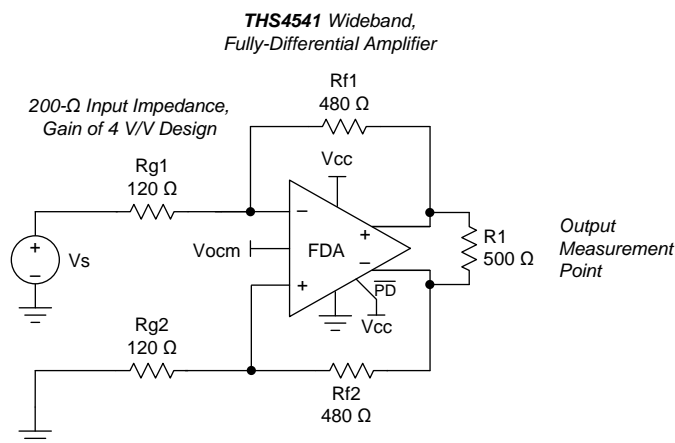 THS4541 Wideband,
Fully-Differential Amplifier
Rf1
480 Ω
200-Ω Input Impedance,
Gain of 4 V/V Design
Vcc
Rg1
120 Ω
−
+
Vs
−
Vocm
FDA
+
−
+
R1
500 Ω
Output
Measurement
Point
PD
Vcc
Rg2
120 Ω
Rf2
480 Ω